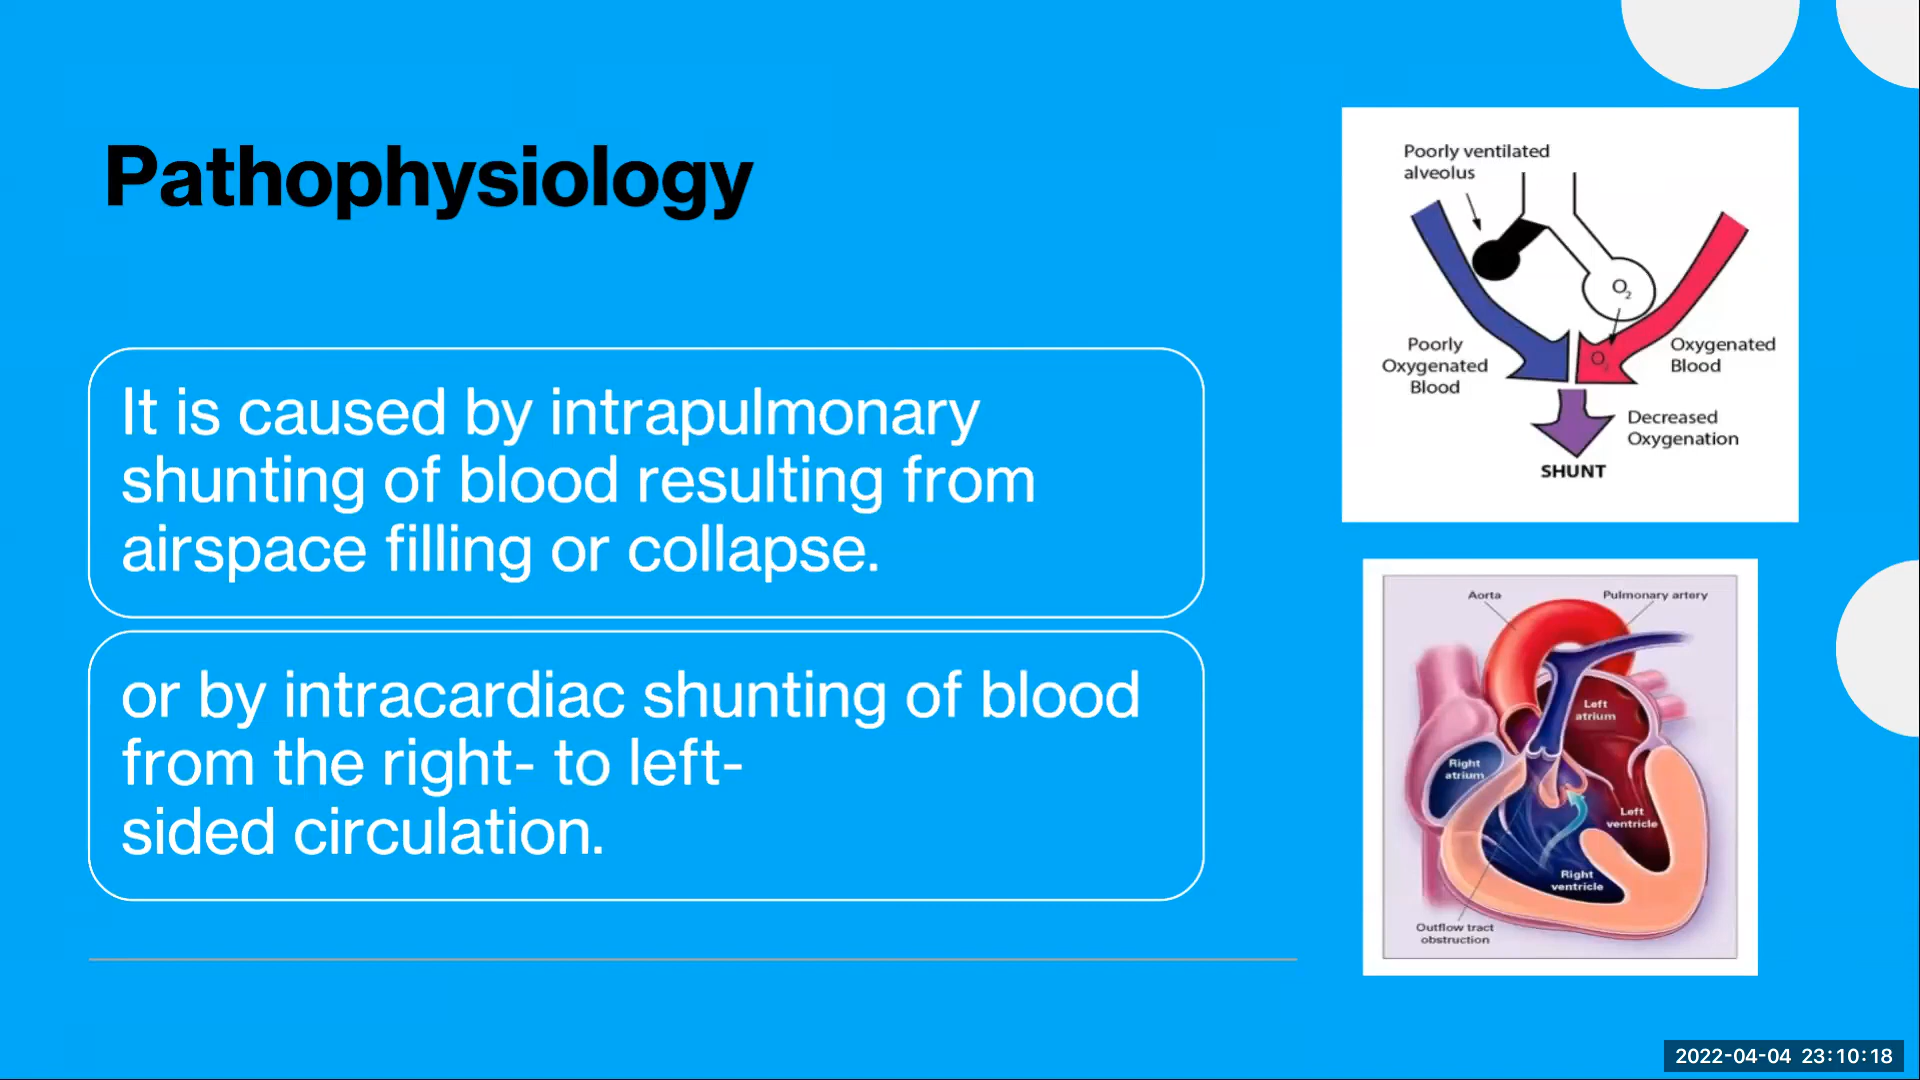 Pathophysiology
It is caused by intrapulmonary
shunting of blood resulting from
airspace filling or collapse.
or by intracardiac shunting of blood
from the right- to left-
sided circulation.
Poorly ventilated
alveolus
O2
O2
Poorly
Oxygenated
Blood
Oxygenated
Blood
Decreased
Oxygenation
SHUNT
Aorta
Pulmonary artery
Left
atrium
Right
atrium
Left
ventricle
Right
ventricle
Outflow tract
obstruction
2022-04-04 23:10:18